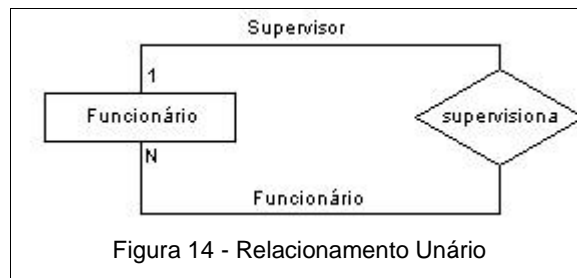 Supervisor
1
Funcionário
supervisiona
N
Funcionário
Figura 14 - Relacionamento Unário